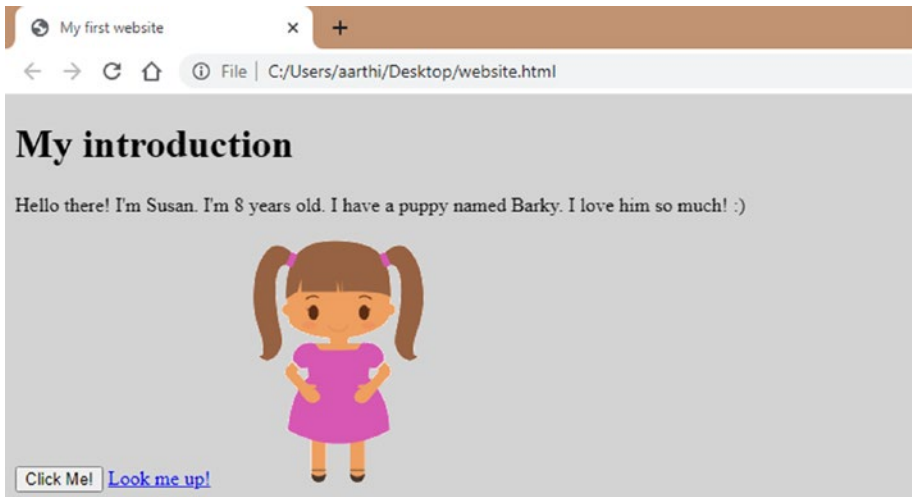 My first website
File | C:/Users/aarthi/Desktop/website.html
My introduction
Hello there! I'm Susan. I'm 8 years old. I have a puppy named Barky. I love him so much! :)
Click Me! Look me up!